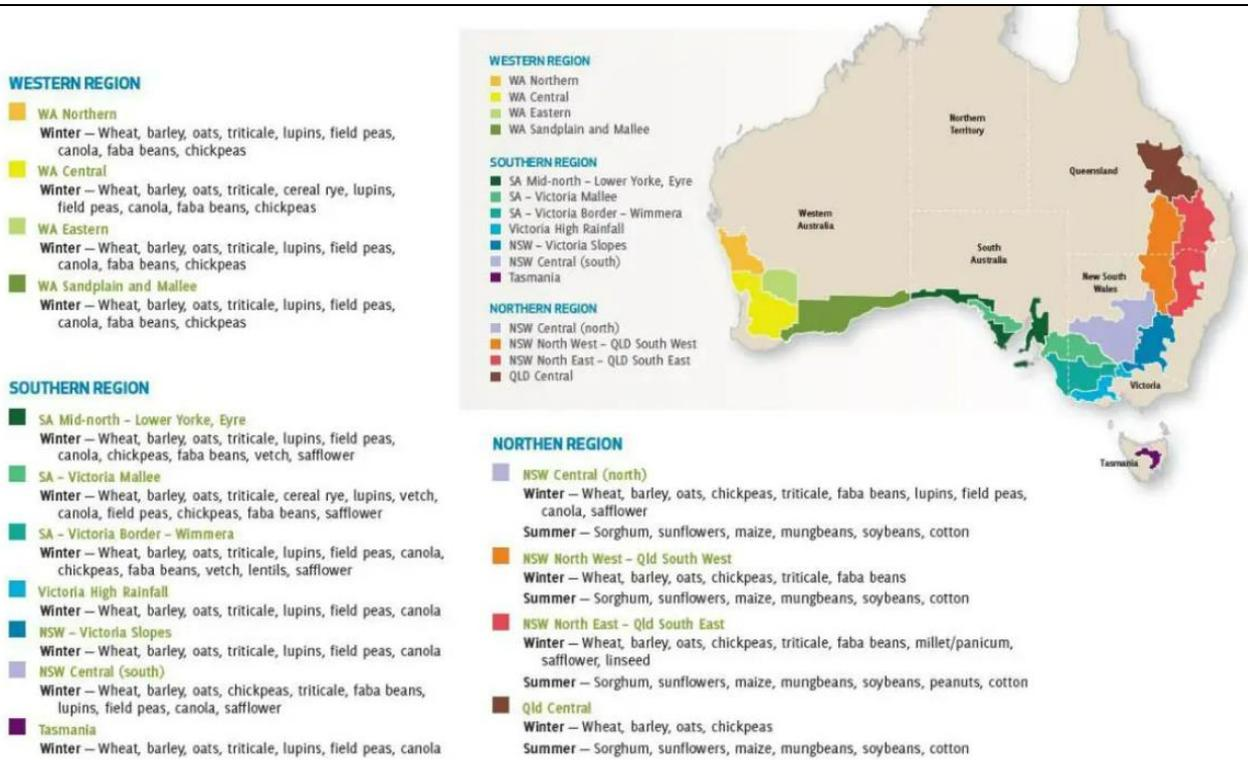 WESTERN REGION
WA Northern
Winter — Wheat, barley, oats, triticale, lupins, field peas,
canola, faba beans, chickpeas
WA Central
Winter — Wheat, barley, oats, triticale, cereal rye, lupins,
field peas, canola, faba beans, chickpeas
WA Eastern
Winter — Wheat, barley, oats, triticale, lupins, field peas,
canola, faba beans, chickpeas
WA Sandplain and Mallee
Winter — Wheat, barley, oats, triticale, lupins, field peas,
canola, faba beans, chickpeas
SOUTHERN REGION
SA Mid-north – Lower Yorke, Eyre
Winter — Wheat, barley, oats, triticale, lupins, field peas,
canola, chickpeas, faba beans, vetch, safflower
SA – Victoria Mallee
Winter — Wheat, barley, oats, triticale, cereal rye, lupins, vetch,
canola, field peas, chickpeas, faba beans, safflower
SA – Victoria Border – Wimmera
Winter — Wheat, barley, oats, triticale, lupins, field peas, canola,
chickpeas, faba beans, vetch, lentils, safflower
Victoria High Rainfall
Winter — Wheat, barley, oats, triticale, lupins, field peas, canola
NSW – Victoria Slopes
Winter — Wheat, barley, oats, triticale, lupins, field peas, canola
NSW Central (south)
Winter — Wheat, barley, oats, chickpeas, triticale, faba beans,
lupins, field peas, canola, safflower
Tasmania
Winter — Wheat, barley, oats, triticale, lupins, field peas, canola
WESTERN REGION
WA Northern
WA Central
WA Eastern
WA Sandplain and Mallee
SOUTHERN REGION
SA Mid-north – Lower Yorke, Eyre
SA – Victoria Mallee
SA – Victoria Border – Wimmera
Victoria High Rainfall
NSW – Victoria Slopes
NSW Central (south)
Tasmania
NORTHERN REGION
NSW Central (north)
NSW North West – QLD South West
NSW North East – QLD South East
QLD Central
Northern
Territory
Queensland
Western
Australia
South
Australia
New South
Wales
Victoria
Tasmania
NORTHEN REGION
NSW Central (north)
Winter — Wheat, barley, oats, chickpeas, triticale, faba beans, lupins, field peas,
canola, safflower
Summer — Sorghum, sunflowers, maize, mungbeans, soybeans, cotton
NSW North West – Qld South West
Winter — Wheat, barley, oats, chickpeas, triticale, faba beans
Summer — Sorghum, sunflowers, maize, mungbeans, soybeans, cotton
NSW North East – Qld South East
Winter — Wheat, barley, oats, chickpeas, triticale, faba beans, millet/panicum,
safflower, linseed
Summer — Sorghum, sunflowers, maize, mungbeans, soybeans, peanuts, cotton
Qld Central
Winter — Wheat, barley, oats, chickpeas
Summer — Sorghum, sunflowers, maize, mungbeans, soybeans, cotton